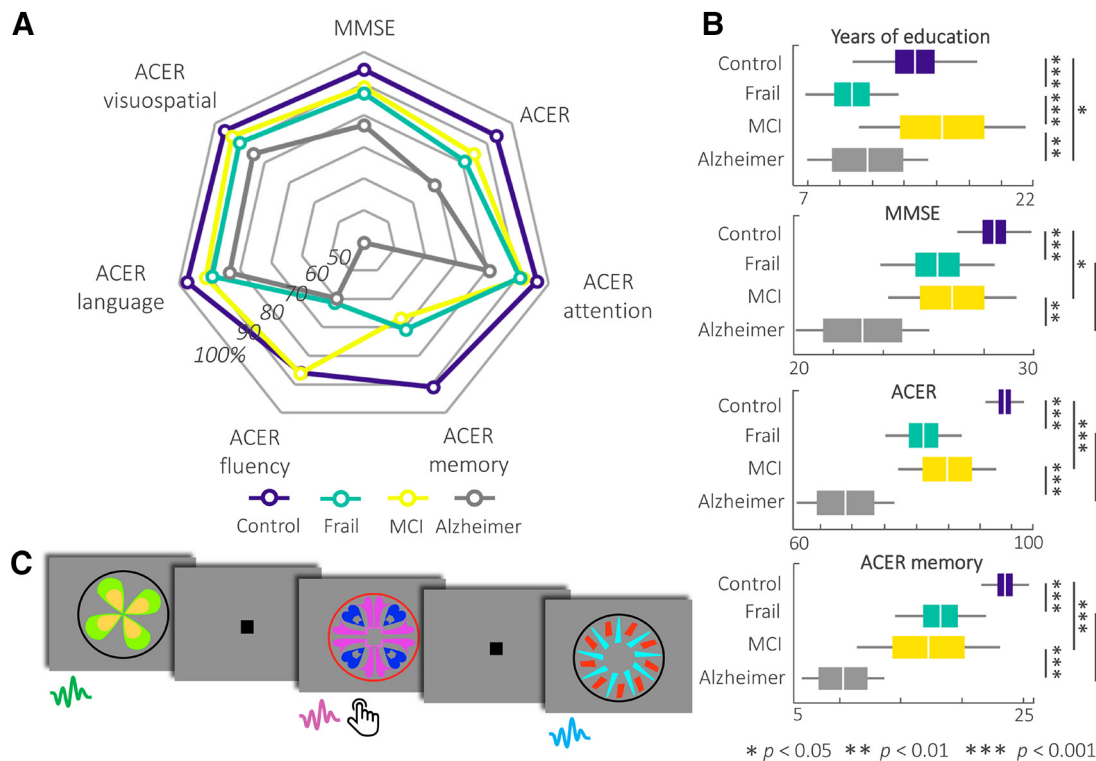 A
MMSE
ACER
visuospatial
ACER
ACER
language
ACER
attention
50
60
70
80
90
100%
ACER
fluency
ACER
memory
Control
Frail
MCI
Alzheimer
B
Years of education
Control
Frail
MCI
Alzheimer
7
22
***
***
**
*
MMSE
Control
Frail
MCI
Alzheimer
20
30
***
**
*
ACER
Control
Frail
MCI
Alzheimer
60
100
***
***
***
ACER memory
Control
Frail
MCI
Alzheimer
5
25
***
***
***
* p < 0.05 ** p < 0.01 *** p < 0.001
C